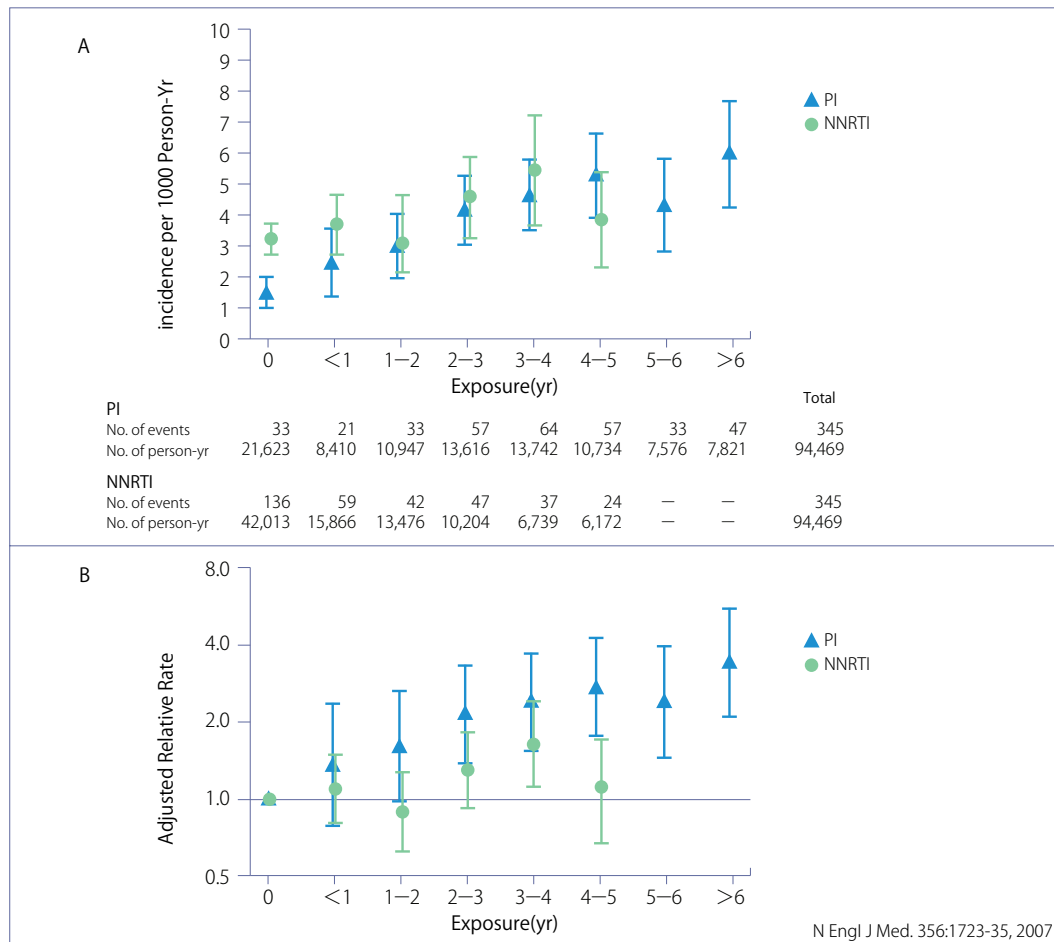 A
incidence per 1000 Person-Yr
10
9
8
7
6
5
4
3
2
1
0
PI
NNRTI
0 <1 1−2 2−3 3−4 4−5 5−6 >6
Exposure(yr)
Total
PI
No. of events 33 21 33 57 64 57 33 47 345
No. of person-yr 21,623 8,410 10,947 13,616 13,742 10,734 7,576 7,821 94,469
NNRTI
No. of events 136 59 42 47 37 24 — — 345
No. of person-yr 42,013 15,866 13,476 10,204 6,739 6,172 — — 94,469
B
Adjusted Relative Rate
8.0
4.0
2.0
1.0
0.5
PI
NNRTI
0 <1 1−2 2−3 3−4 4−5 5−6 >6
Exposure(yr)
N Engl J Med. 356:1723-35, 2007